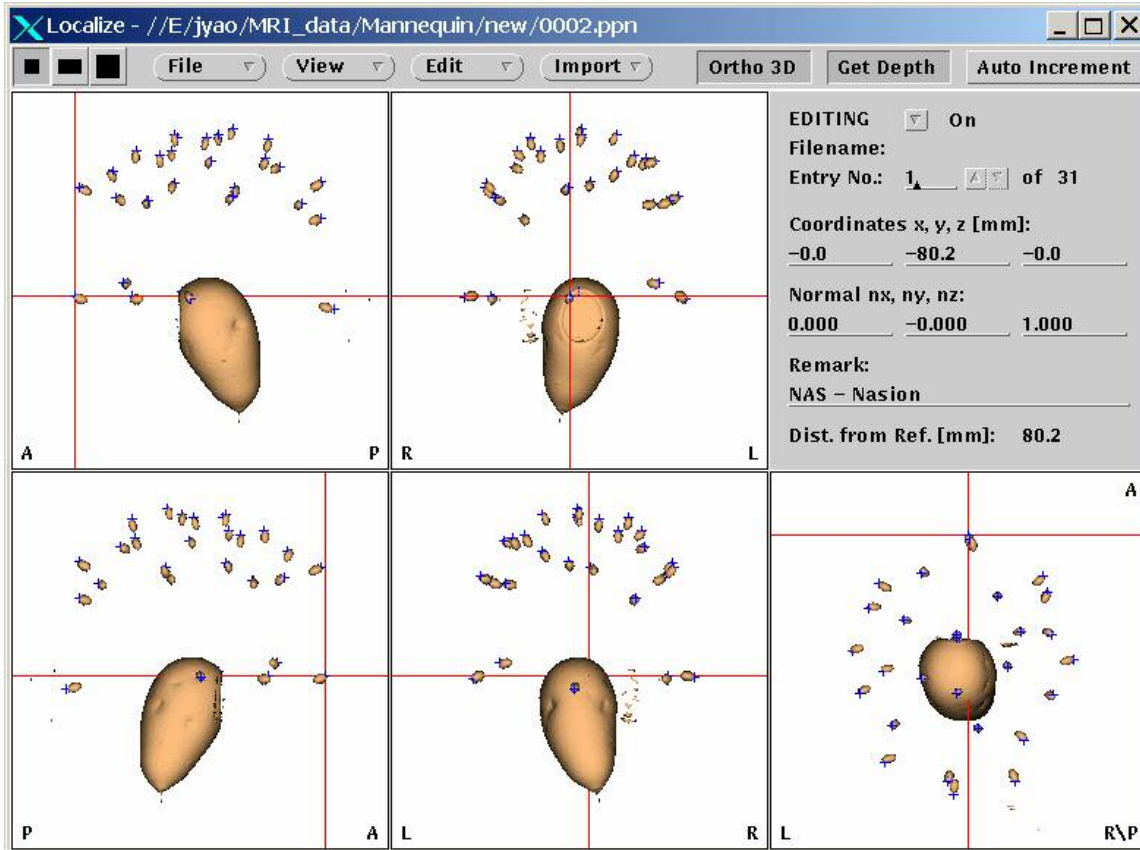 Localize - //E/jyao/MRI_data/Mannequin/new/0002.ppn
File View Edit Import Ortho 3D Get Depth Auto Increment
EDITING On
Filename:
Entry No.: 1 of 31
Coordinates x, y, z [mm]:
-0.0 -80.2 -0.0
Normal nx, ny, nz:
0.000 -0.000 1.000
Remark:
NAS - Nasion
Dist. from Ref. [mm]: 80.2
A P R L
A
P A L R L R\P